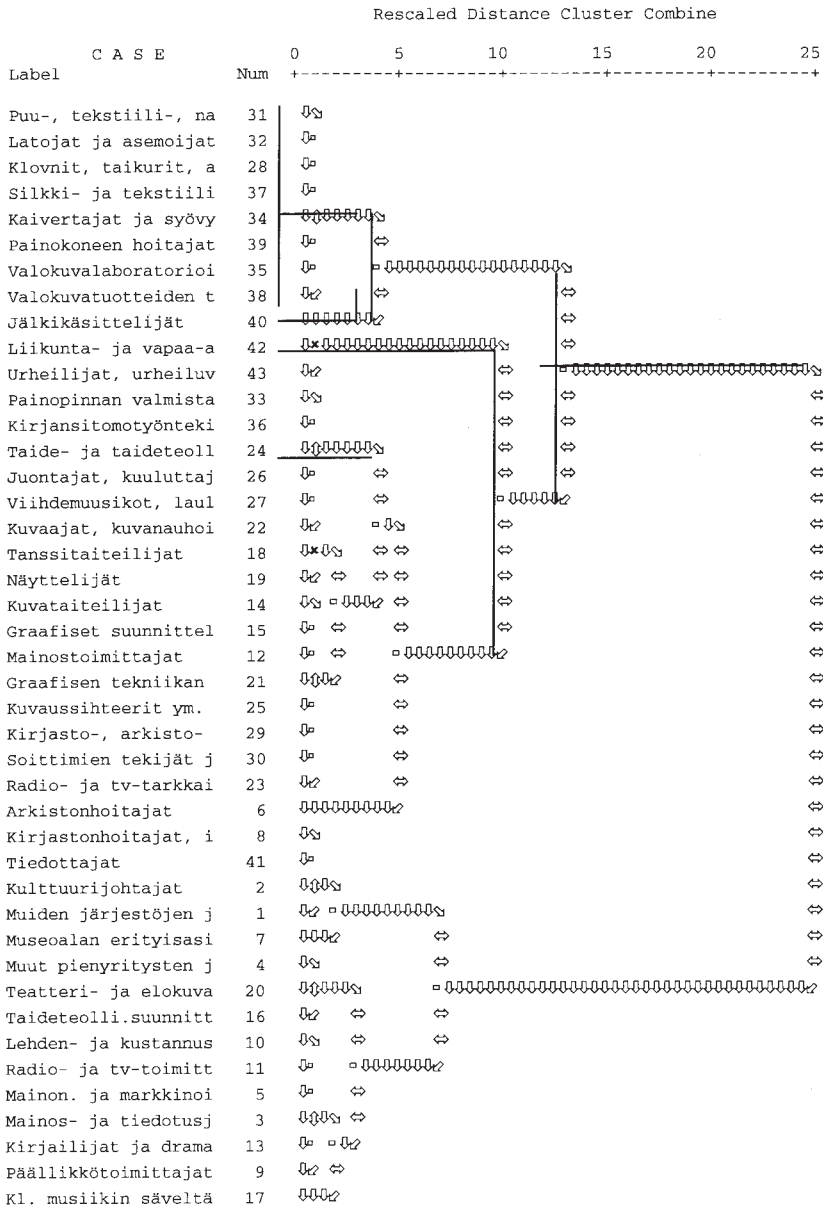 Rescaled Distance Cluster Combine
C A S E 0 5 10 15 20 25
Label Num +---------+---------+---------+---------+---------+
Puu-, tekstiili-, na 31
Latojat ja asemoijat 32
Klovnit, taikurit, a 28
Silkki- ja tekstiili 37
Kaivertajat ja syövy 34
Painokoneen hoitajat 39
Valokuvalaboratorioi 35
Valokuvatuotteiden t 38
Jälkikäsittelijät 40
Liikunta- ja vapaa-a 42
Urheilijat, urheiluv 43
Painopinnan valmista 33
Kirjansitomotyönteki 36
Taide- ja taideteoll 24
Juontajat, kuuluttaj 26
Viihdemuusikot, laul 27
Kuvaajat, kuvanauhoi 22
Tanssitaiteilijat 18
Näyttelijät 19
Kuvataiteilijat 14
Graafiset suunnittel 15
Mainostoimittajat 12
Graafisen tekniikan 21
Kuvaussihteerit ym. 25
Kirjasto-, arkisto- 29
Soittimien tekijät j 30
Radio- ja tv-tarkkai 23
Arkistonhoitajat 6
Kirjastonhoitajat, i 8
Tiedottajat 41
Kulttuurijohtajat 2
Muiden järjestöjen j 1
Museoalan erityisasi 7
Muut pienyritysten j 4
Teatteri- ja elokuva 20
Taideteolli.suunnitt 16
Lehden- ja kustannus 10
Radio- ja tv-toimitt 11
Mainon. ja markkinoi 5
Mainos- ja tiedotusj 3
Kirjailijat ja drama 13
Päällikkötoimittajat 9
Kl. musiikin säveltä 17